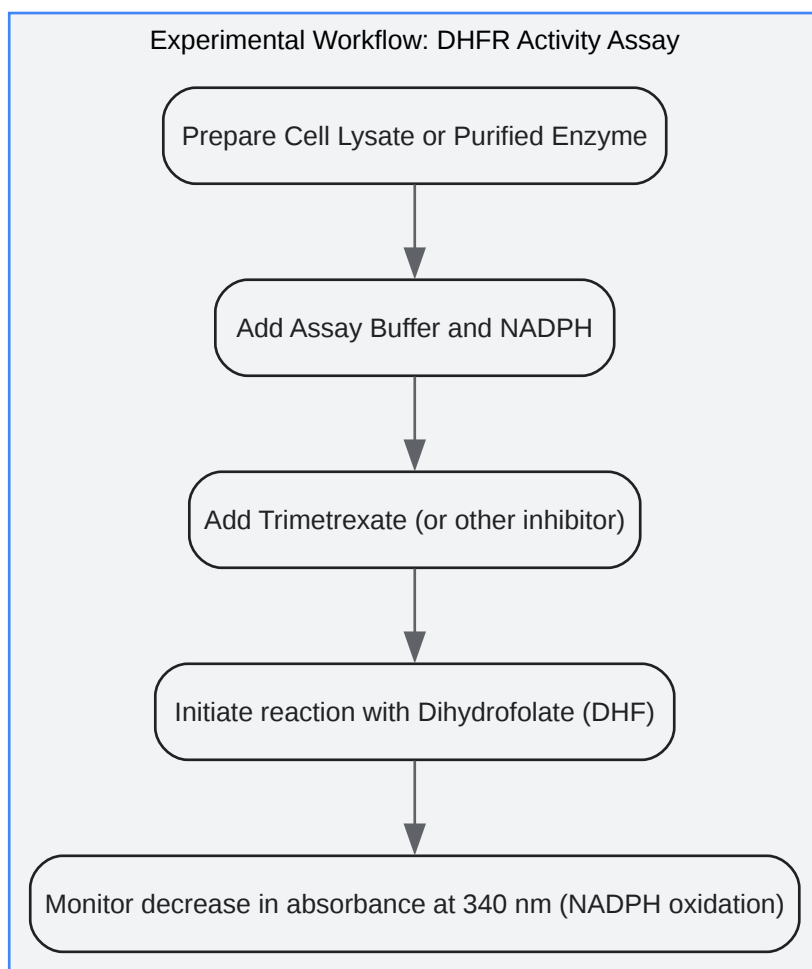 Experimental Workflow: DHFR Activity Assay
Prepare Cell Lysate or Purified Enzyme
Add Assay Buffer and NADPH
Add Trimetrexate (or other inhibitor)
Initiate reaction with Dihydrofolate (DHF)
Monitor decrease in absorbance at 340 nm (NADPH oxidation)